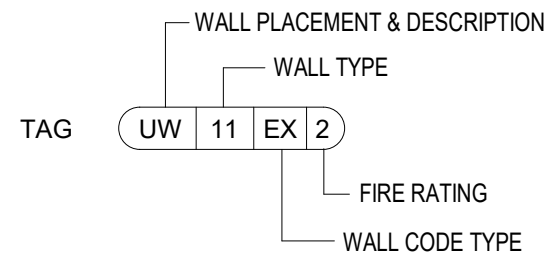 WALL PLACEMENT & DESCRIPTION
WALL TYPE
TAG UW 11 EX 2
FIRE RATING
WALL CODE TYPE